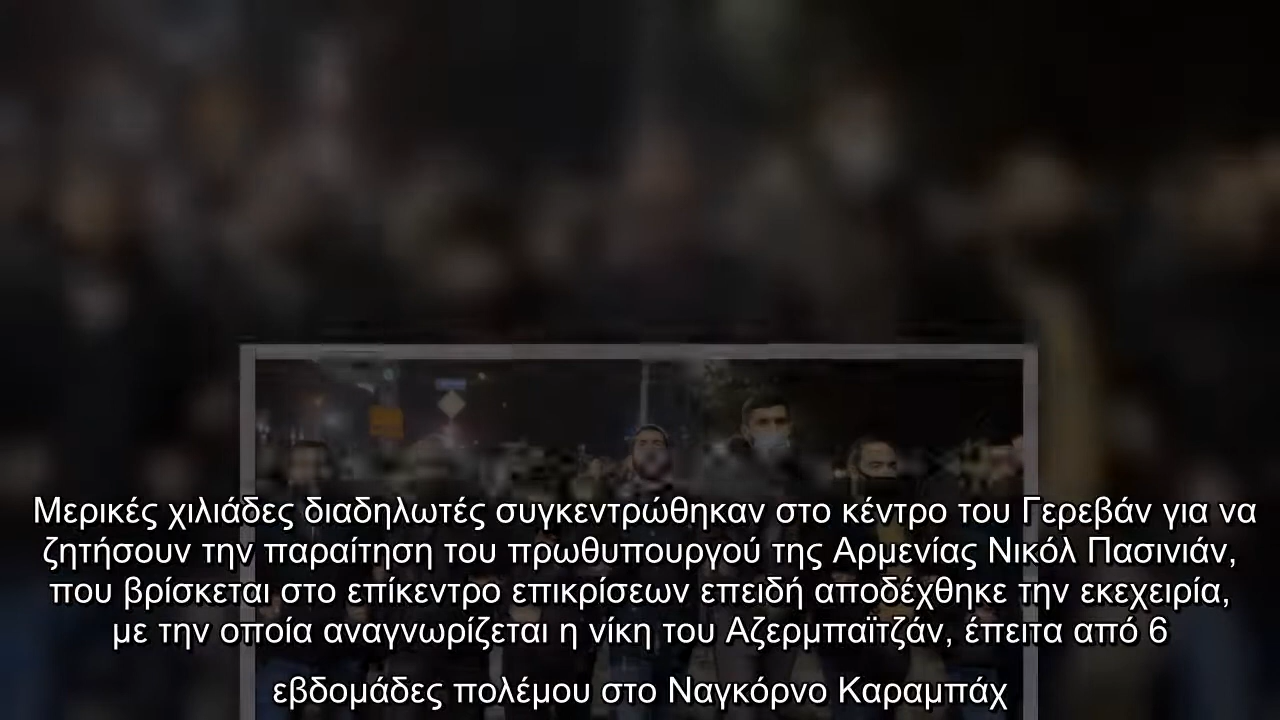 Μερικές χιλιάδες διαδηλωτές συγκεντρώθηκαν στο κέντρο του Γερεβάν για να
ζητήσουν την παραίτηση του πρωθυπουργού της Αρμενίας Νικόλ Πασινιάν,
που βρίσκεται στο επίκεντρο επικρίσεων επειδή αποδέχθηκε την εκεχειρία,
με την οποία αναγνωρίζεται η νίκη του Αζερμπαϊτζάν, έπειτα από 6
εβδομάδες πολέμου στο Ναγκόρνο Καραμπάχ